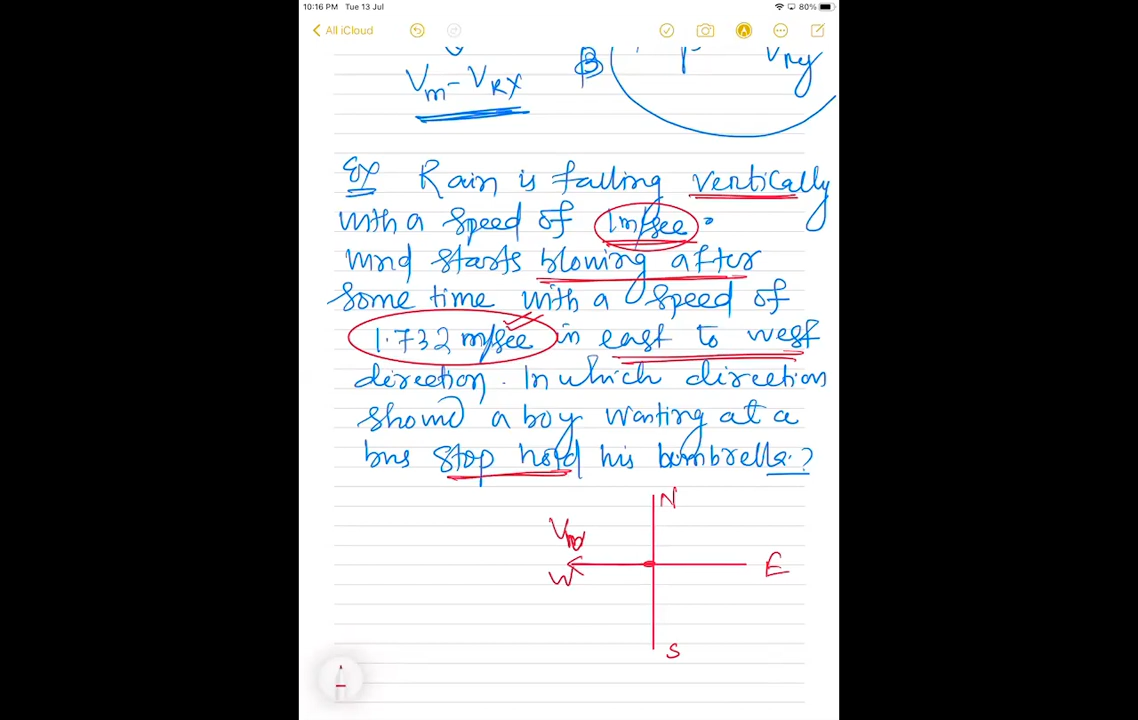 10:16 PM Tue 13 Jul
80%
All iCloud
Vm - VRX
B
VRy
Ex Rain is falling vertically
with a speed of 1m/sec.
wind starts blowing after
some time with a speed of
1.732 m/sec in east to west
direction. In which direction
should a boy waiting at a
bus stop hold his umbrella.?
N
W
E
S